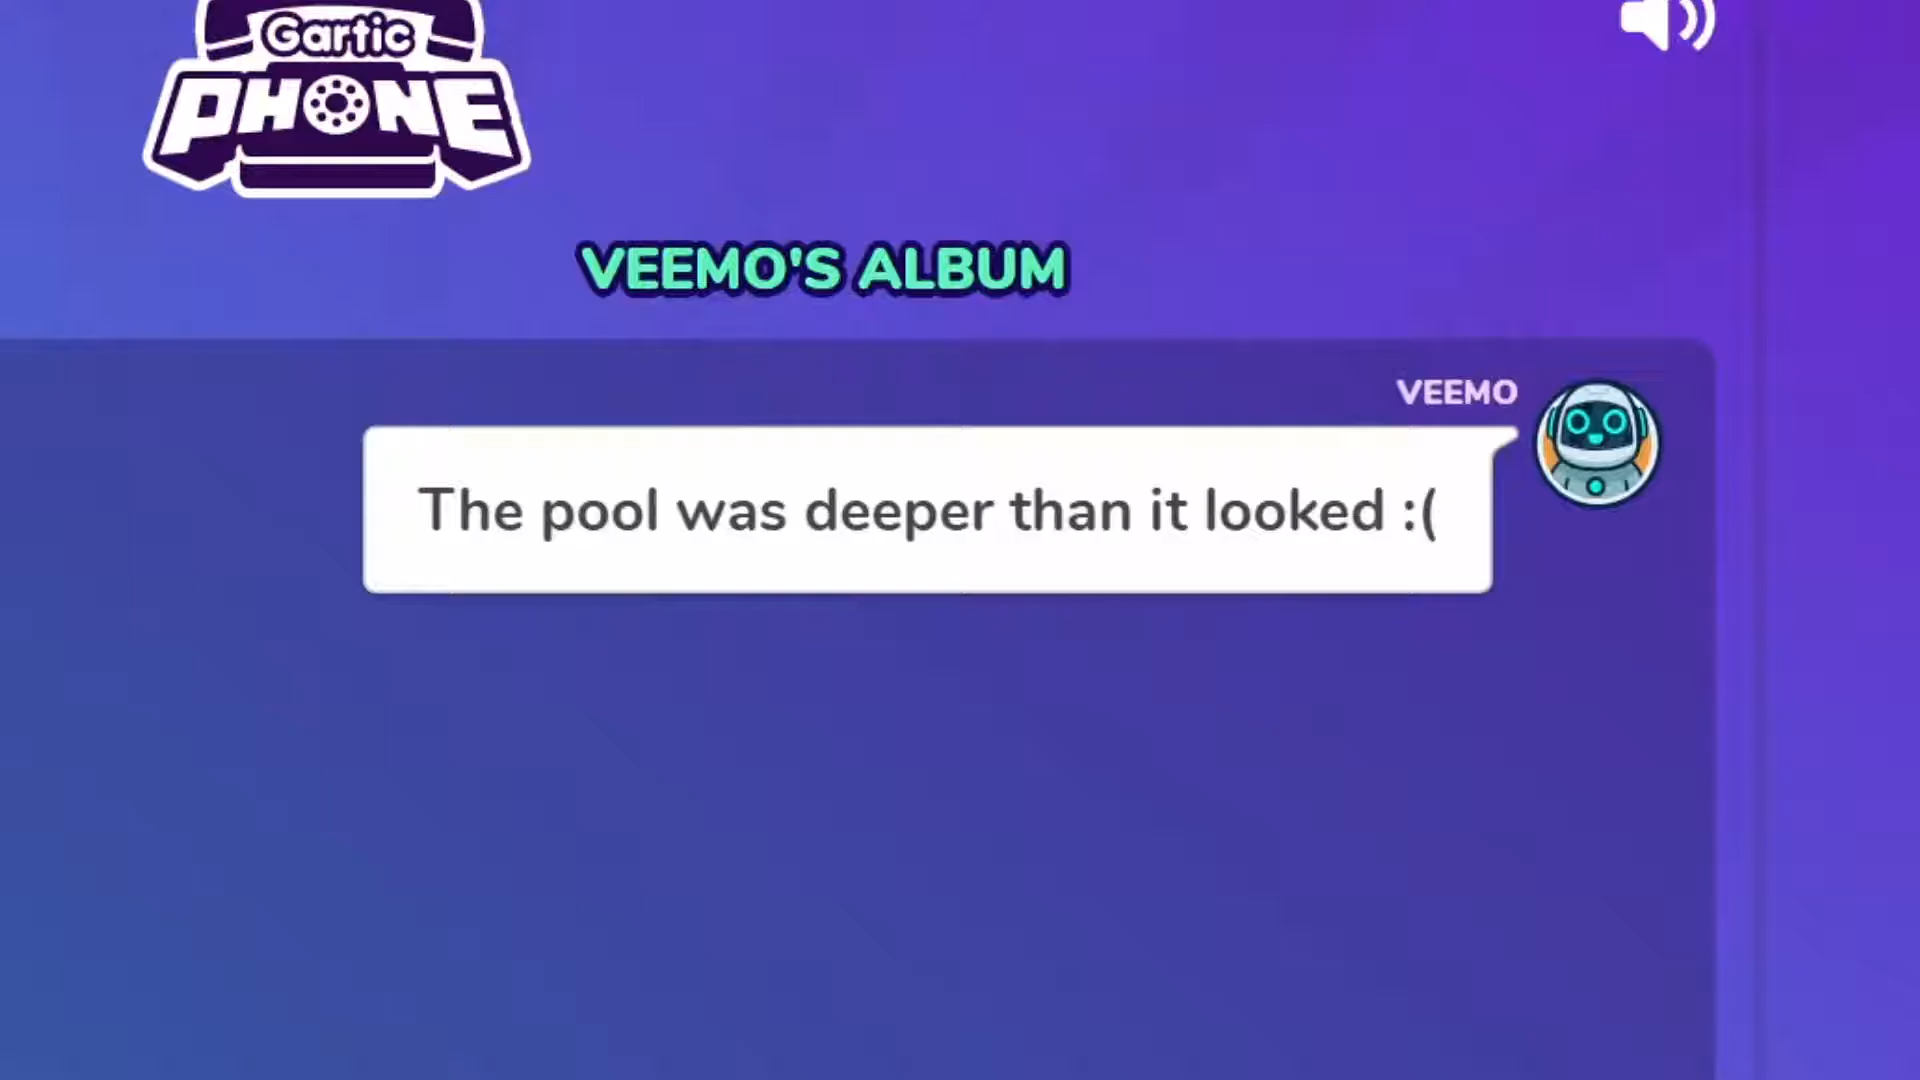 Gartic
PHONE
VEEMO'S ALBUM
VEEMO
The pool was deeper than it looked :(